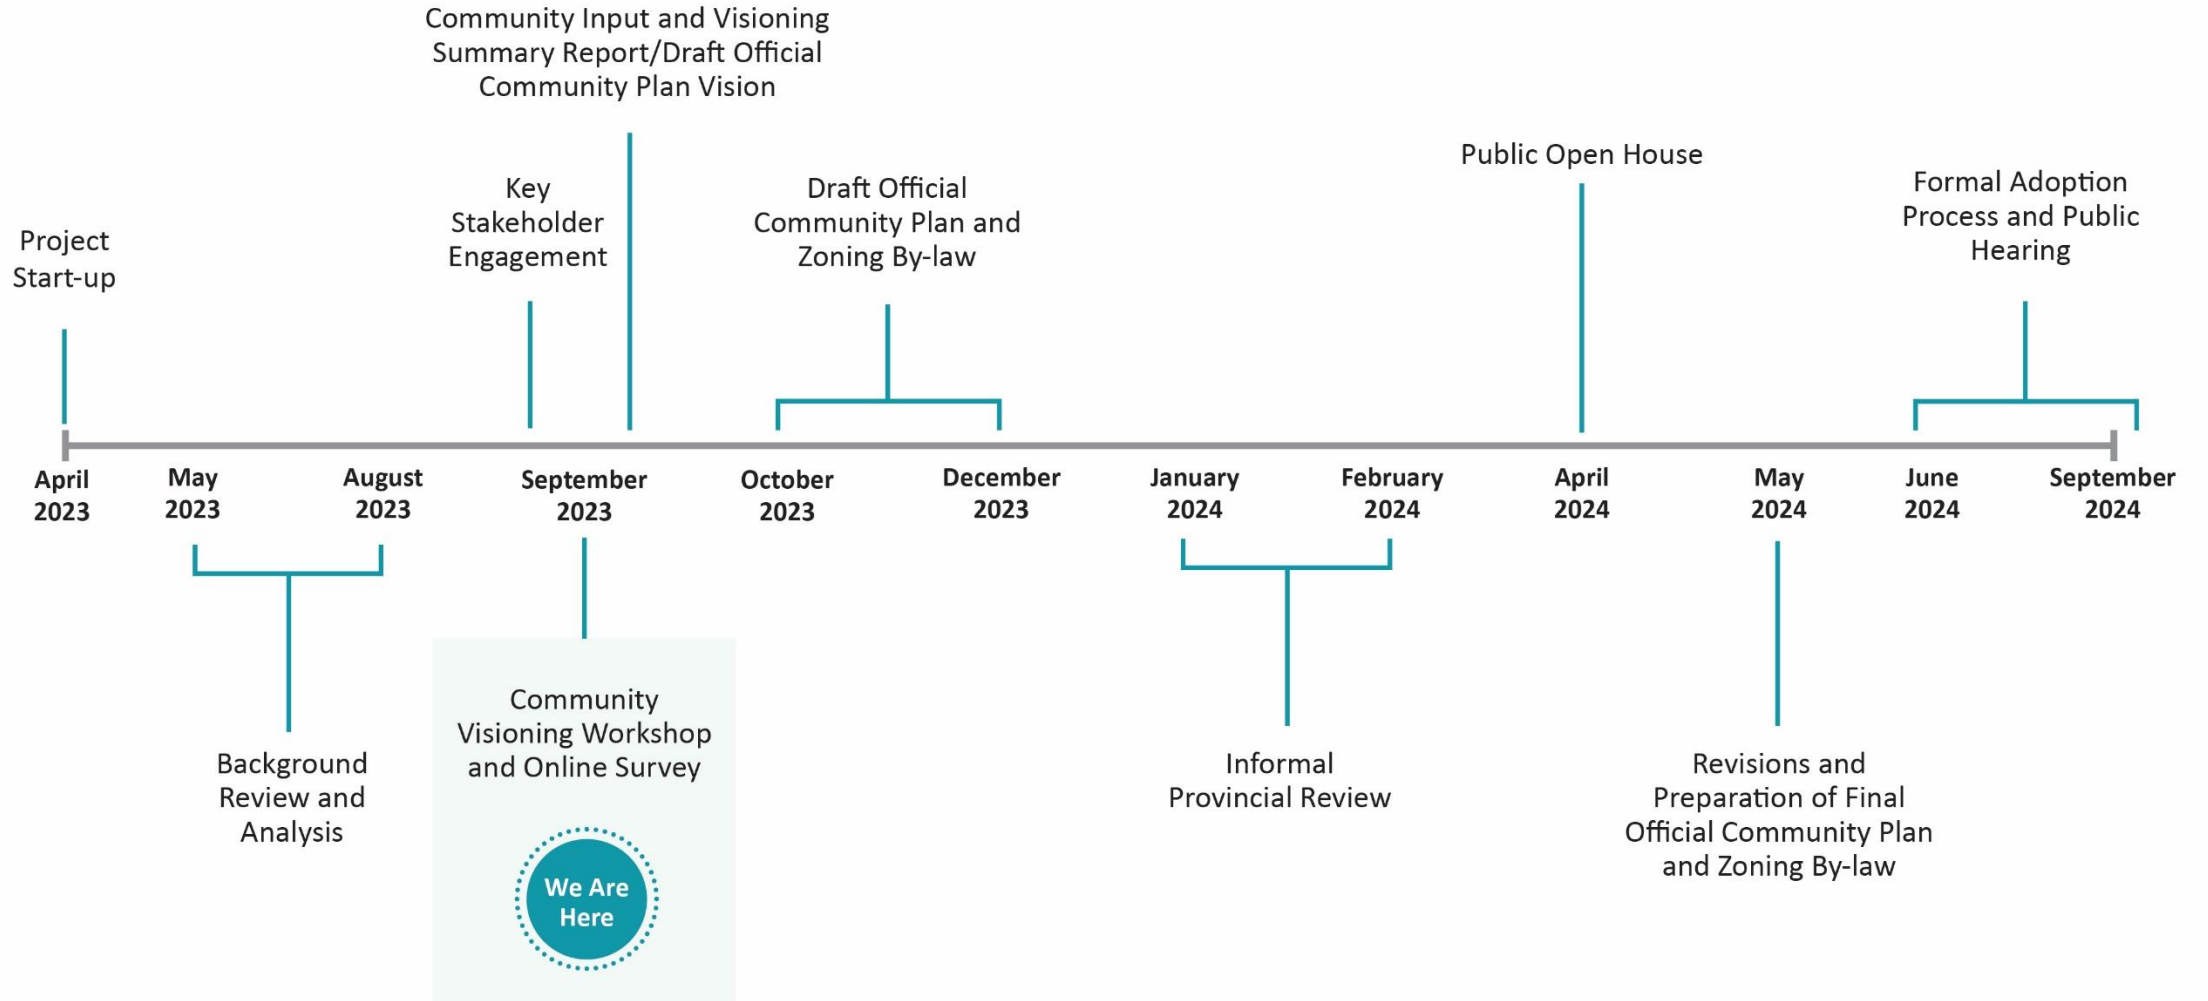 Community Input and Visioning
Summary Report/Draft Official
Community Plan Vision
Project
Start-up
Key
Stakeholder
Engagement
Draft Official
Community Plan and
Zoning By-law
Public Open House
Formal Adoption
Process and Public
Hearing
April
2023
May
2023
August
2023
September
2023
October
2023
December
2023
January
2024
February
2024
April
2024
May
2024
June
2024
September
2024
Background
Review and
Analysis
Community
Visioning Workshop
and Online Survey
We Are
Here
Informal
Provincial Review
Revisions and
Preparation of Final
Official Community Plan
and Zoning By-law